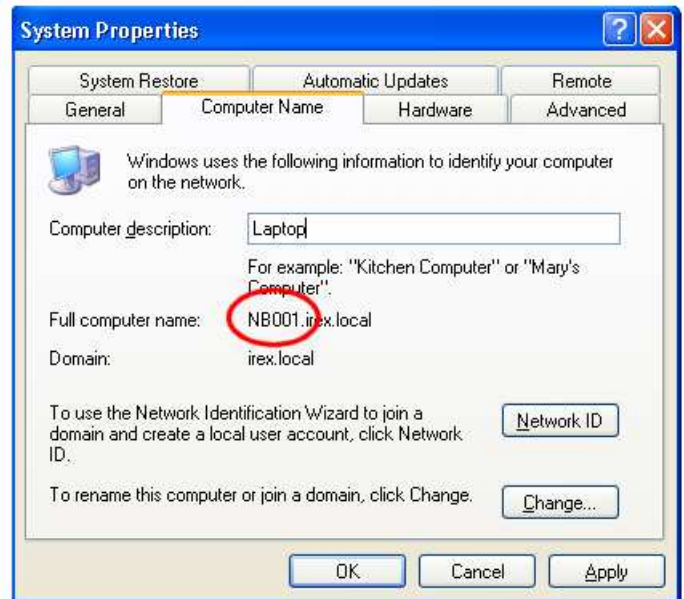 System Properties
System Restore Automatic Updates Remote
General Computer Name Hardware Advanced
Windows uses the following information to identify your computer
on the network.
Computer description: Laptop
For example: "Kitchen Computer" or "Mary's
Computer".
Full computer name: NB001.irex.local
Domain: irex.local
To use the Network Identification Wizard to join a
domain and create a local user account, click Network
ID.
Network ID
To rename this computer or join a domain, click Change.
Change...
OK Cancel Apply